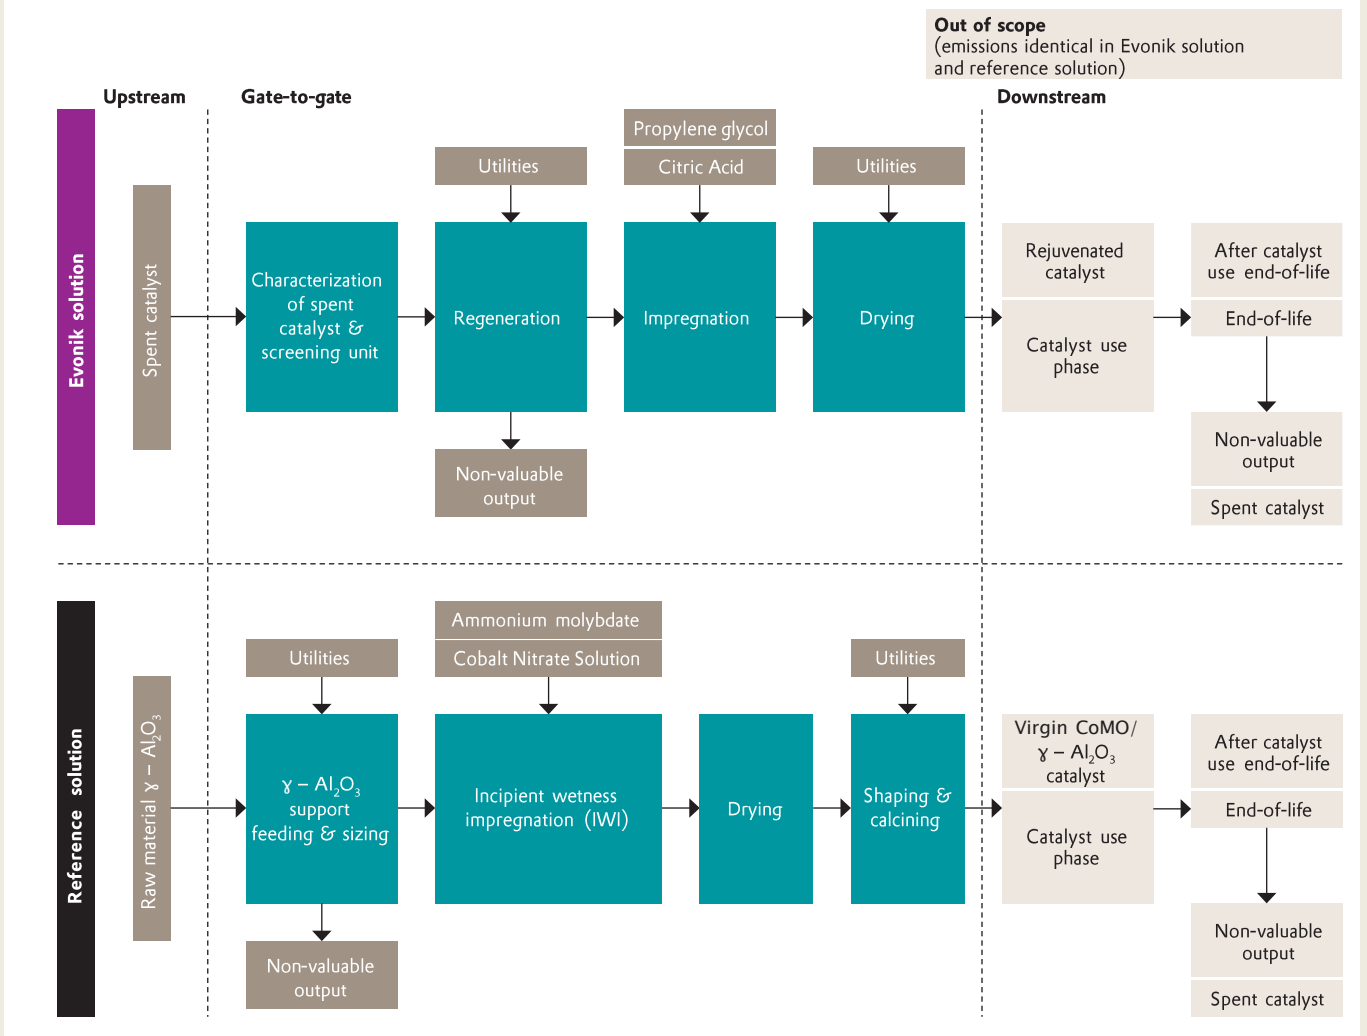 Out of scope
(emissions identical in Evonik solution
and reference solution)
Upstream
Gate-to-gate
Downstream
Evonik solution
Spent catalyst
Characterization
of spent
catalyst &
screening unit
Utilities
Regeneration
Non-valuable
output
Propylene glycol
Citric Acid
Impregnation
Utilities
Drying
Rejuvenated
catalyst
Catalyst use
phase
After catalyst
use end-of-life
End-of-life
Non-valuable
output
Spent catalyst
Reference solution
Raw material γ – Al₂O₃
Utilities
γ – Al₂O₃
support
feeding & sizing
Non-valuable
output
Ammonium molybdate
Cobalt Nitrate Solution
Incipient wetness
impregnation (IWI)
Drying
Utilities
Shaping &
calcining
Virgin CoMO/
γ – Al₂O₃
catalyst
Catalyst use
phase
After catalyst
use end-of-life
End-of-life
Non-valuable
output
Spent catalyst